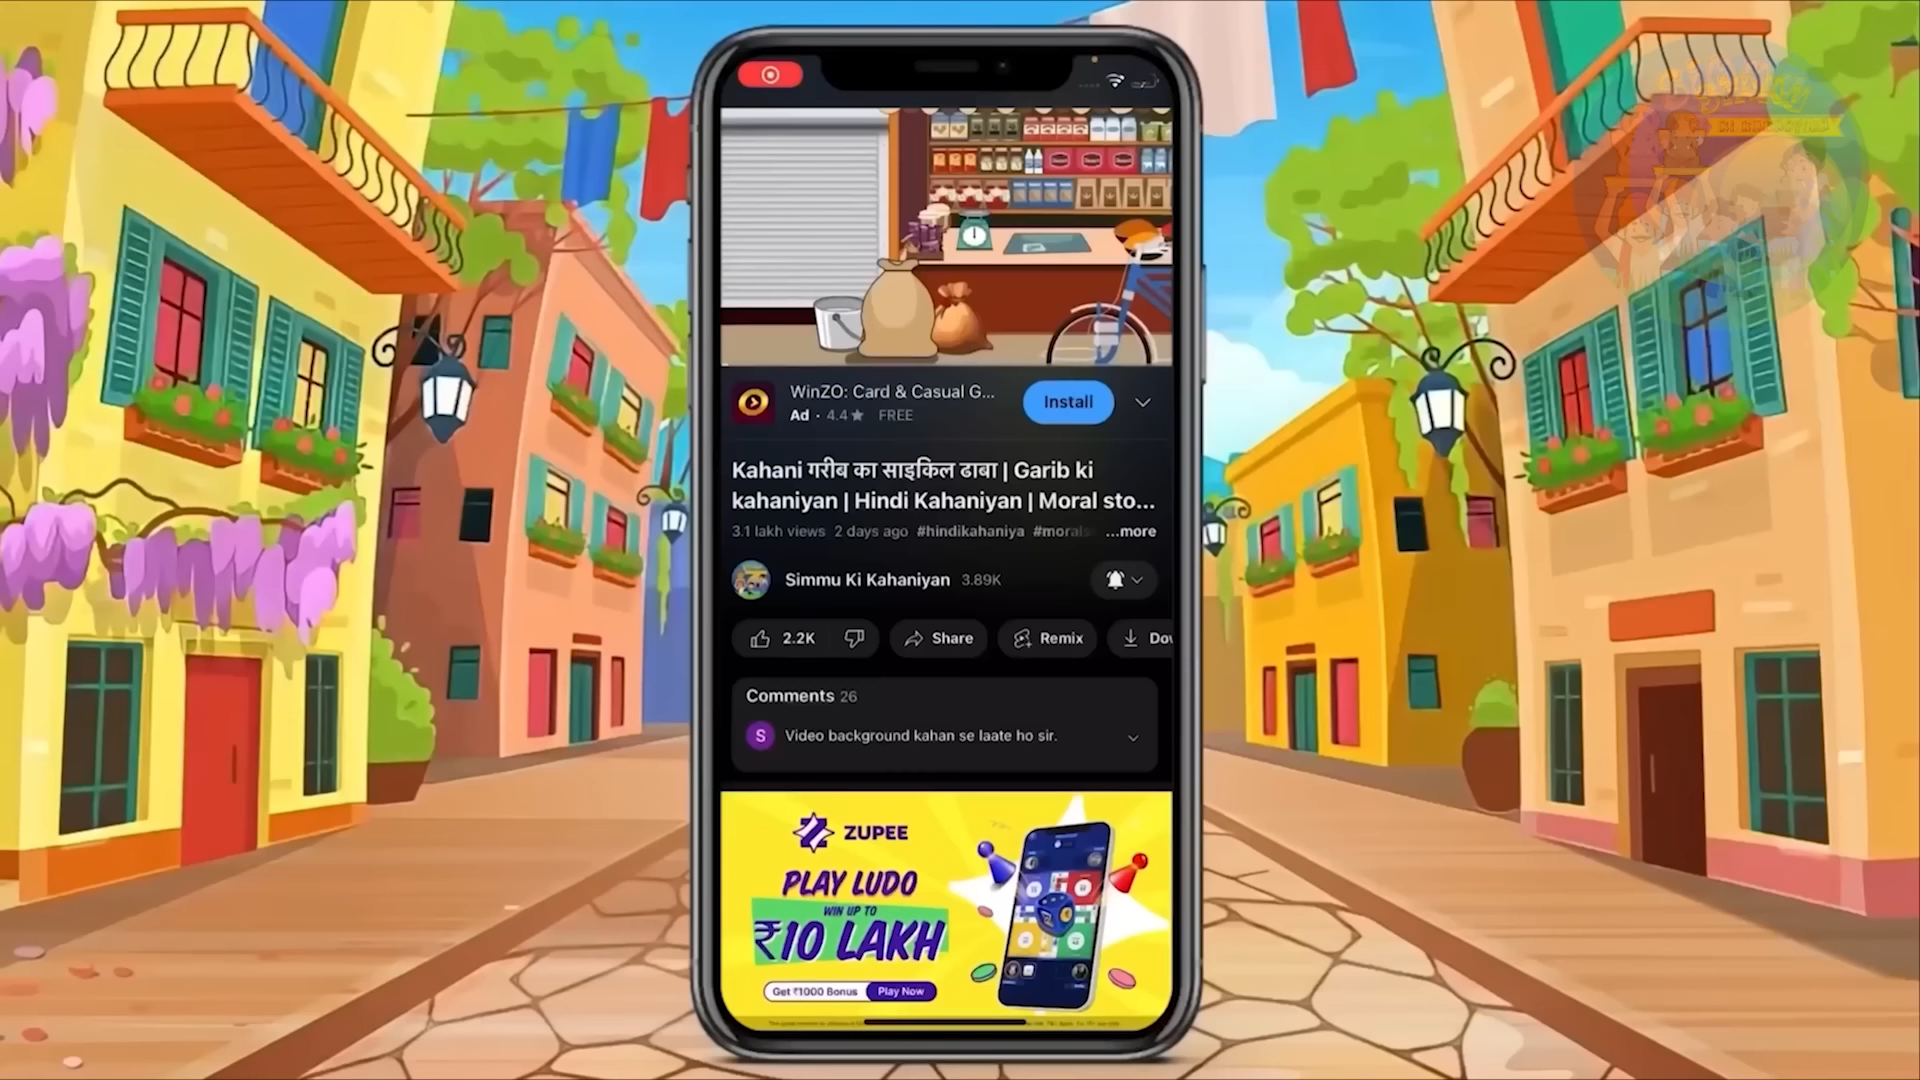 WinZO: Card & Casual G...
Ad · 4.4★ FREE
Install
Kahani गरीब का साइकिल ढाबा | Garib ki
kahaniyan | Hindi Kahaniyan | Moral sto...
3.1 lakh views 2 days ago #hindikahaniya #morals ...more
Simmu Ki Kahaniyan 3.89K
2.2K Share Remix Dow
Comments 26
S Video background kahan se laate ho sir.
ZUPEE
PLAY LUDO
WIN UP TO
₹10 LAKH
Get ₹1000 Bonus Play Now